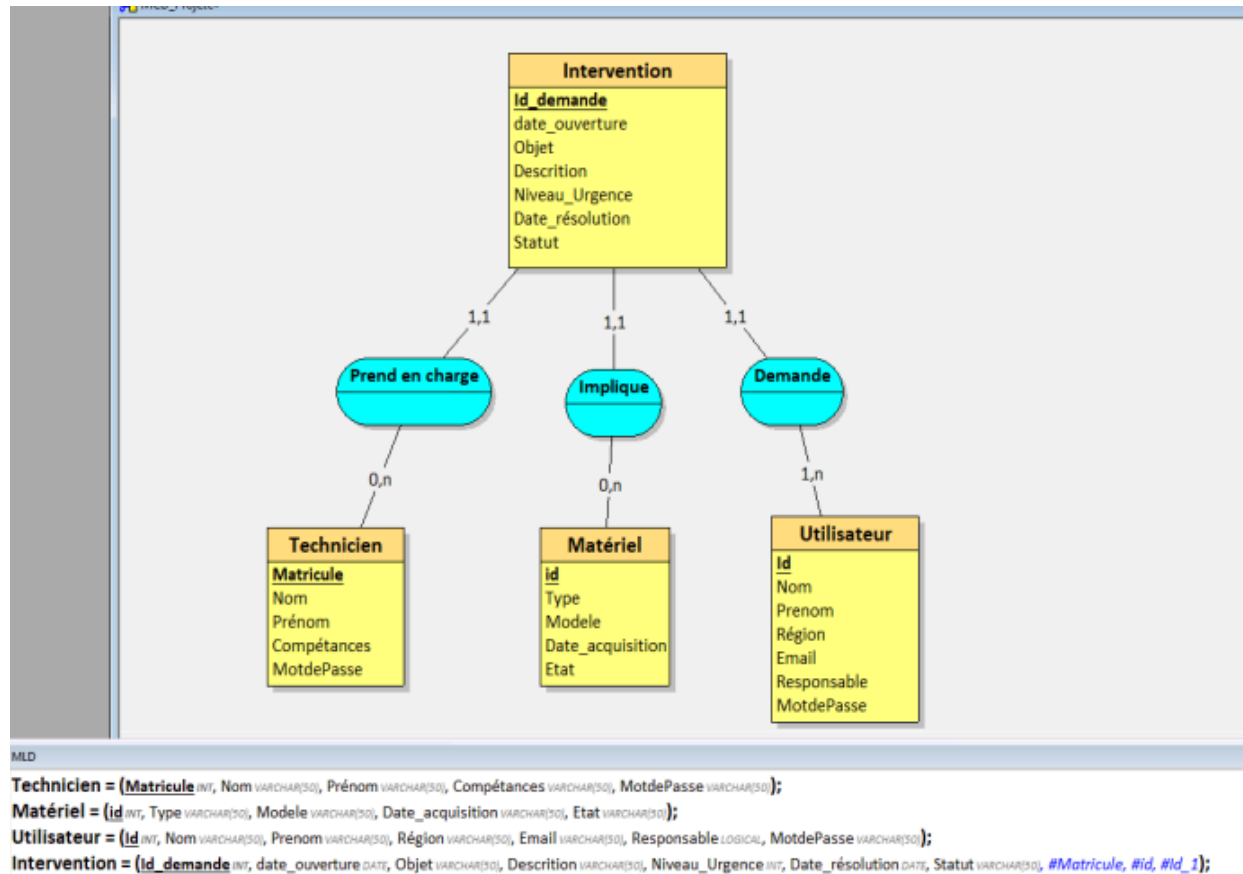 Intervention
Id_demande
date_ouverture
Objet
Descrition
Niveau_Urgence
Date_résolution
Statut
1,1
1,1
1,1
Prend en charge
Implique
Demande
0,n
0,n
1,n
Technicien
Matricule
Nom
Prénom
Compétances
MotdePasse
Matériel
id
Type
Modele
Date_acquisition
Etat
Utilisateur
Id
Nom
Prenom
Région
Email
Responsable
MotdePasse
MLD
Technicien = (Matricule INT, Nom VARCHAR(50), Prénom VARCHAR(50), Compétances VARCHAR(50), MotdePasse VARCHAR(50));
Matériel = (id INT, Type VARCHAR(50), Modele VARCHAR(50), Date_acquisition VARCHAR(50), Etat VARCHAR(50));
Utilisateur = (Id INT, Nom VARCHAR(50), Prenom VARCHAR(50), Région VARCHAR(50), Email VARCHAR(50), Responsable LOGICAL, MotdePasse VARCHAR(50));
Intervention = (Id_demande INT, date_ouverture DATE, Objet VARCHAR(50), Descrition VARCHAR(50), Niveau_Urgence INT, Date_résolution DATE, Statut VARCHAR(50), #Matricule, #id, #Id_1);